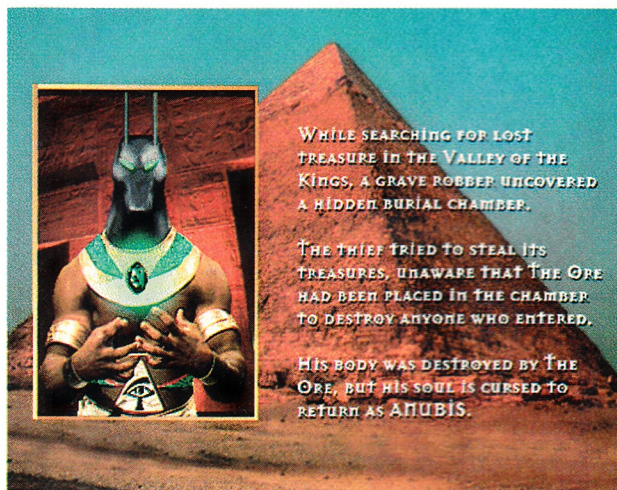 While searching for lost
treasure in the Valley of the
Kings, a grave robber uncovered
a hidden burial chamber.
The thief tried to steal its
treasures, unaware that The Ore
had been placed in the chamber
to destroy anyone who entered.
His body was destroyed by The
Ore, but his soul is cursed to
return as ANUBIS.